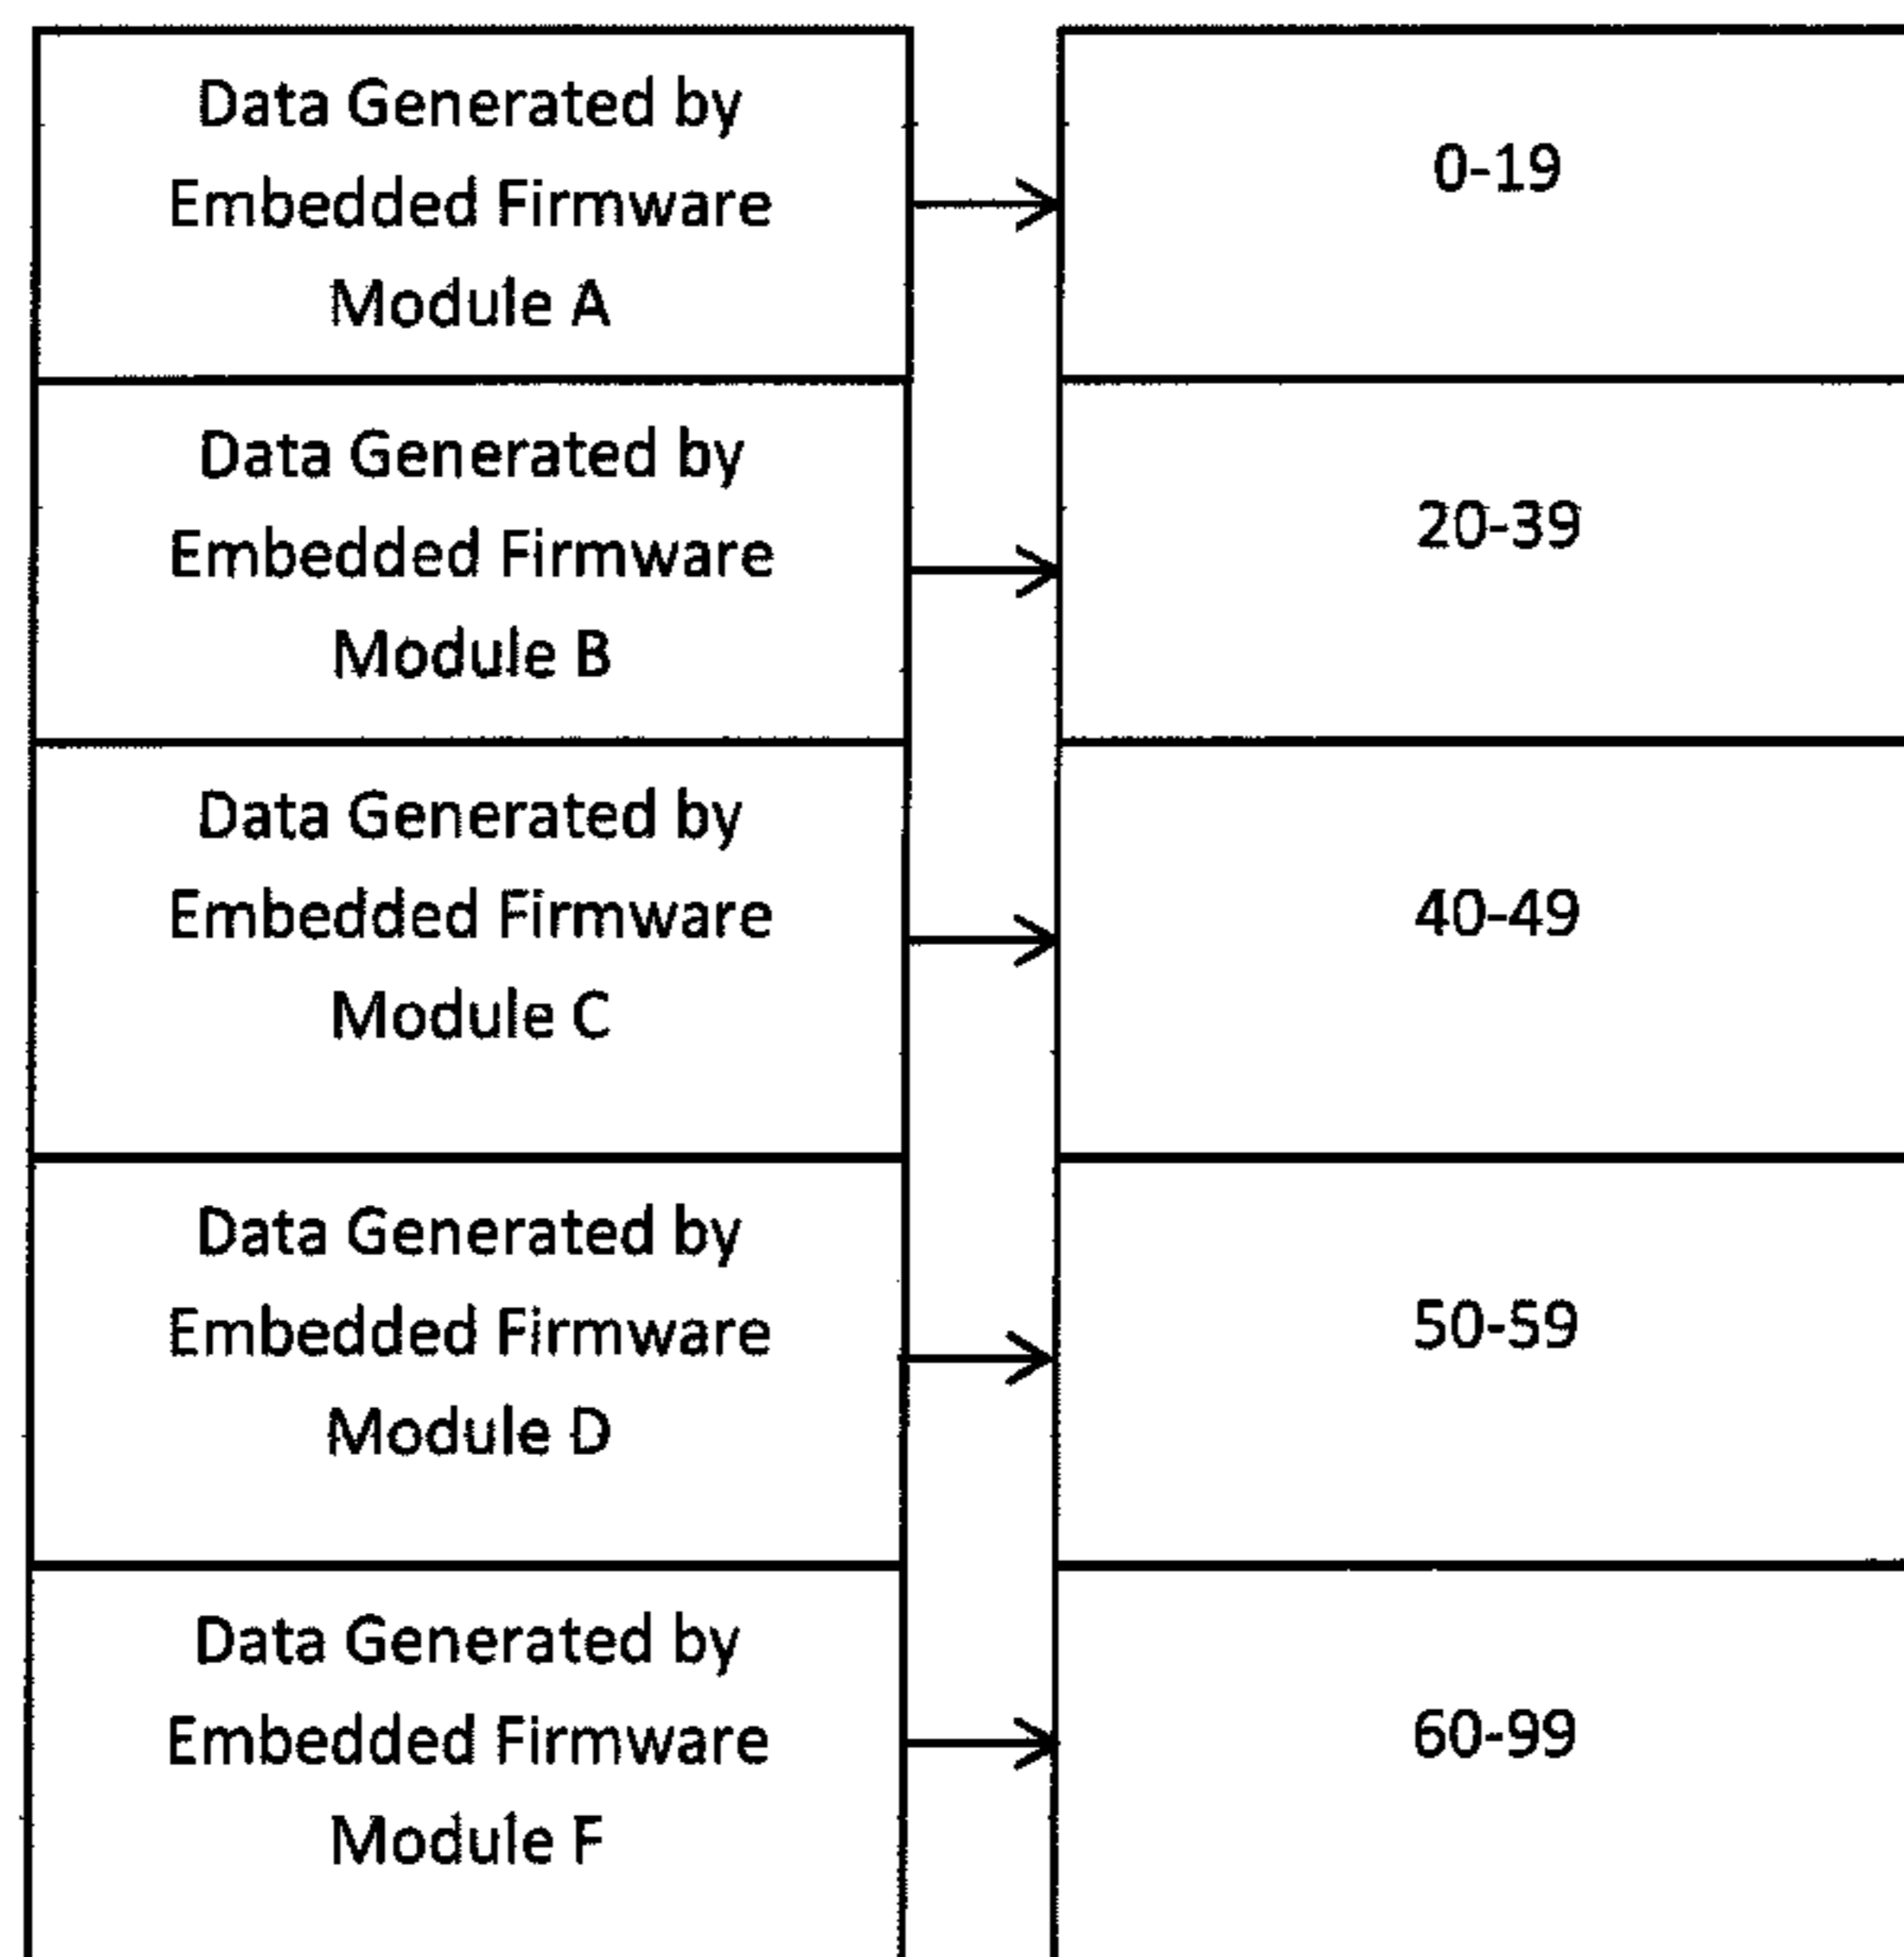 Data Generated by
Embedded Firmware
Module A
0-19
Data Generated by
Embedded Firmware
Module B
20-39
Data Generated by
Embedded Firmware
Module C
40-49
Data Generated by
Embedded Firmware
Module D
50-59
Data Generated by
Embedded Firmware
Module F
60-99